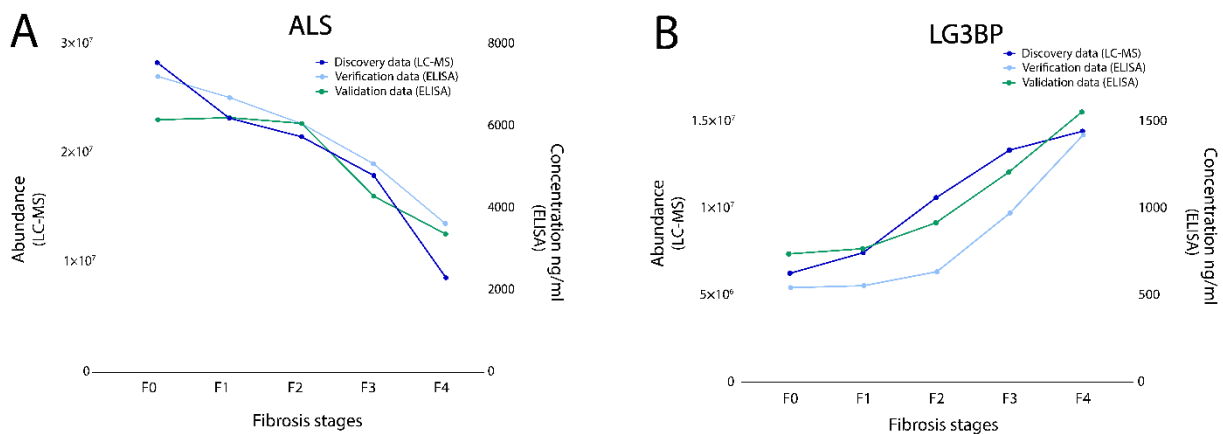 A
ALS
Discovery data (LC-MS)
Verification data (ELISA)
Validation data (ELISA)
3×10⁷
2×10⁷
1×10⁷
0
Abundance
(LC-MS)
8000
6000
4000
2000
0
Concentration ng/ml
(ELISA)
F0 F1 F2 F3 F4
Fibrosis stages
B
LG3BP
Discovery data (LC-MS)
Verification data (ELISA)
Validation data (ELISA)
1.5×10⁷
1×10⁷
5×10⁶
0
Abundance
(LC-MS)
1500
1000
500
0
Concentration ng/ml
(ELISA)
F0 F1 F2 F3 F4
Fibrosis stages